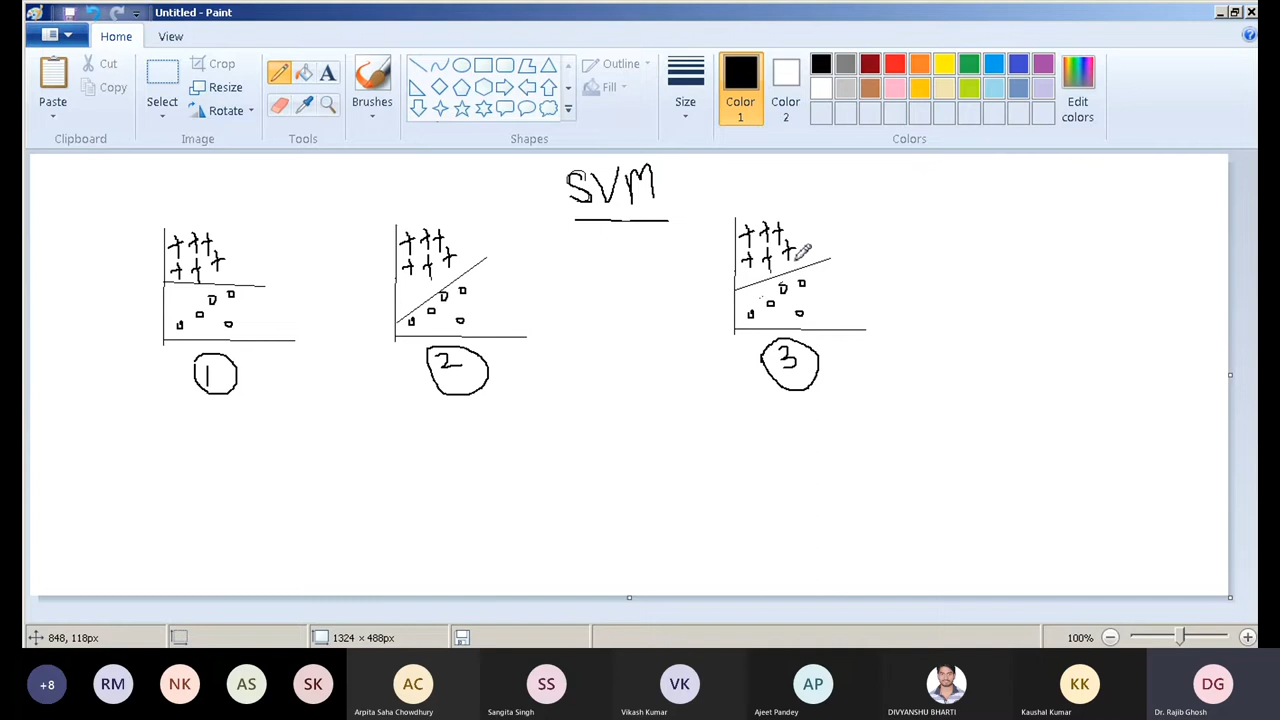 Untitled - Paint
Home View
Cut
Copy
Paste
Clipboard
Select
Crop
Resize
Rotate
Image
A
Tools
Brushes
Outline
Fill
Shapes
Size
Color 1
Color 2
Edit colors
Colors
SVM
1
2
3
848, 118px
1324 × 488px
100%
+8
RM
NK
AS
SK
AC
SS
VK
AP
KK
DG
Arpita Saha Chowdhury
Sangita Singh
Vikash Kumar
Ajeet Pandey
DIVYANSHU BHARTI
Kaushal Kumar
Dr. Rajib Ghosh